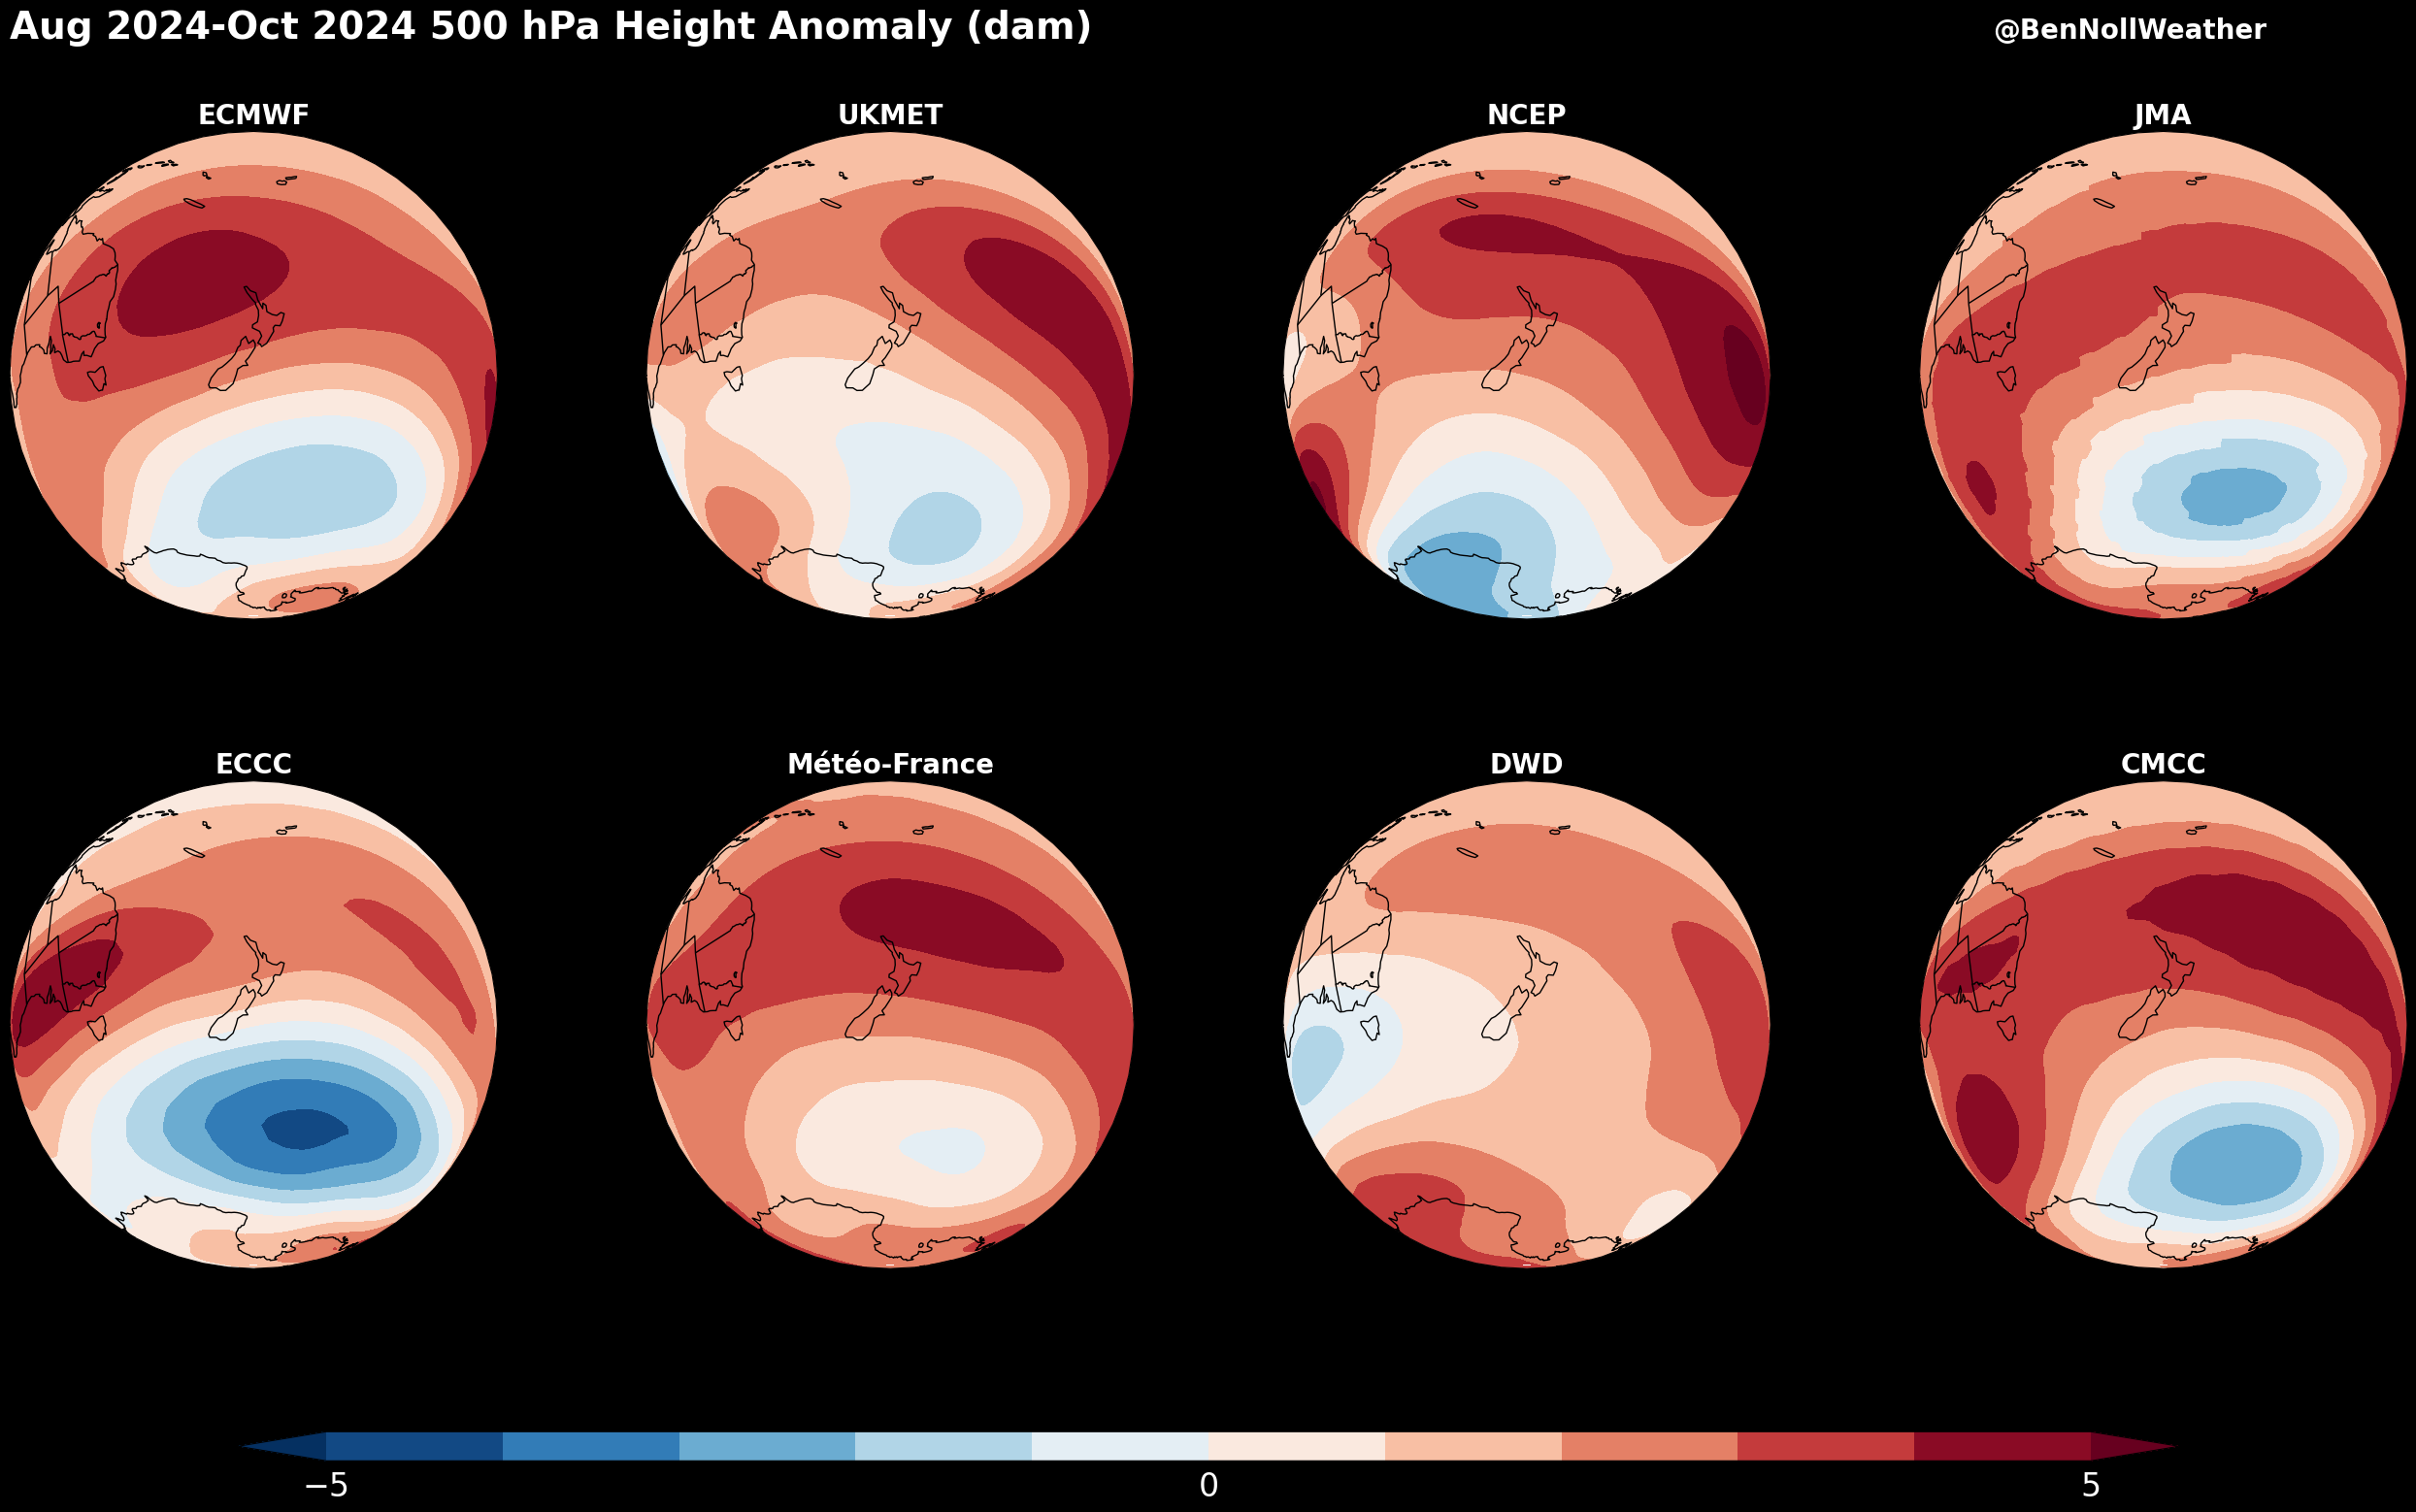 Aug 2024-Oct 2024 500 hPa Height Anomaly (dam)
@BenNollWeather
ECMWF
UKMET
NCEP
JMA
ECCC
Météo-France
DWD
CMCC
−5
0
5